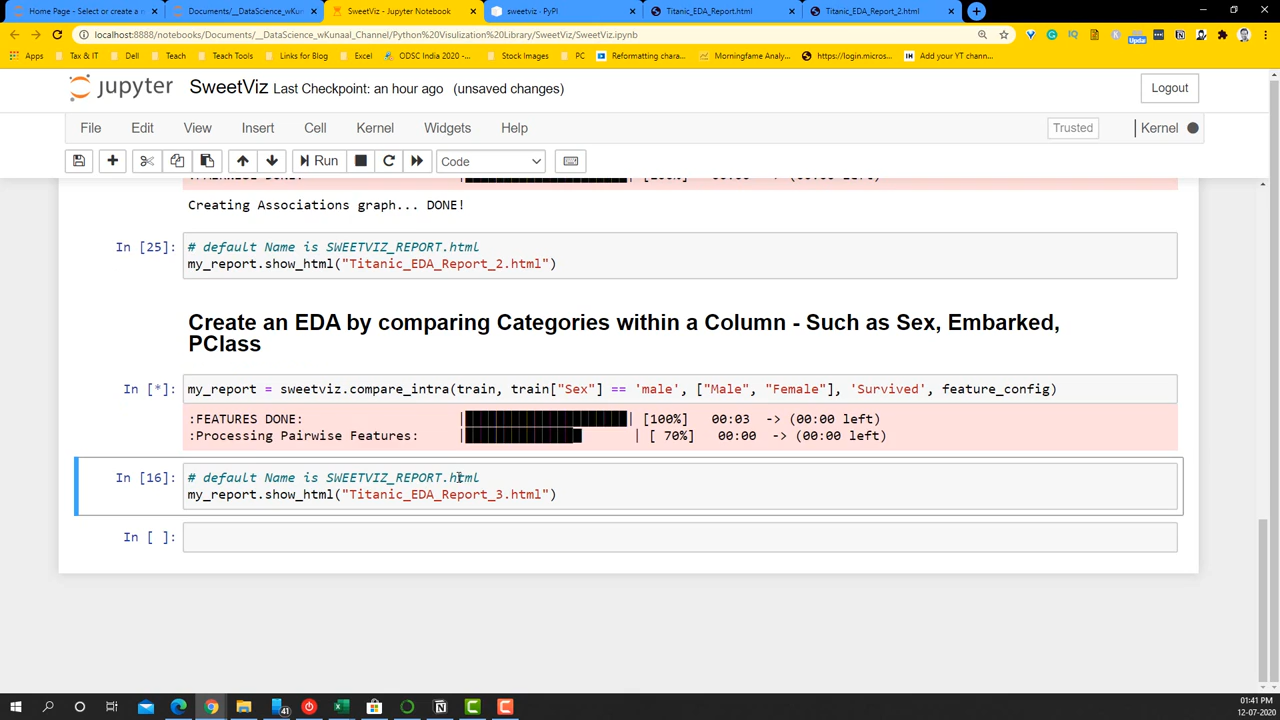 Home Page - Select or create a n
Documents/__DataScience_wKu
SweetViz - Jupyter Notebook
sweetviz · PyPI
Titanic_EDA_Report.html
Titanic_EDA_Report_2.html
localhost:8888/notebooks/Documents/__DataScience_wKunaal_Channel/Python%20Visulization%20Library/SweetViz/SweetViz.ipynb
Apps Tax & IT Dell Teach Teach Tools Links for Blog Excel ODSC India 2020 -... Stock Images PC Reformatting chara... Morningfame Analy... https://login.micros... Add your YT chann...
jupyter SweetViz Last Checkpoint: an hour ago (unsaved changes) Logout
File Edit View Insert Cell Kernel Widgets Help Trusted Kernel
Run Code
Creating Associations graph... DONE!
In [25]: # default Name is SWEETVIZ_REPORT.html
my_report.show_html("Titanic_EDA_Report_2.html")
Create an EDA by comparing Categories within a Column - Such as Sex, Embarked,
PClass
In [*]: my_report = sweetviz.compare_intra(train, train["Sex"] == 'male', ["Male", "Female"], 'Survived', feature_config)
:FEATURES DONE: | | [100%] 00:03 -> (00:00 left)
:Processing Pairwise Features: | | [ 70%] 00:00 -> (00:00 left)
In [16]: # default Name is SWEETVIZ_REPORT.html
my_report.show_html("Titanic_EDA_Report_3.html")
In [ ]:
41
01:41 PM
12-07-2020